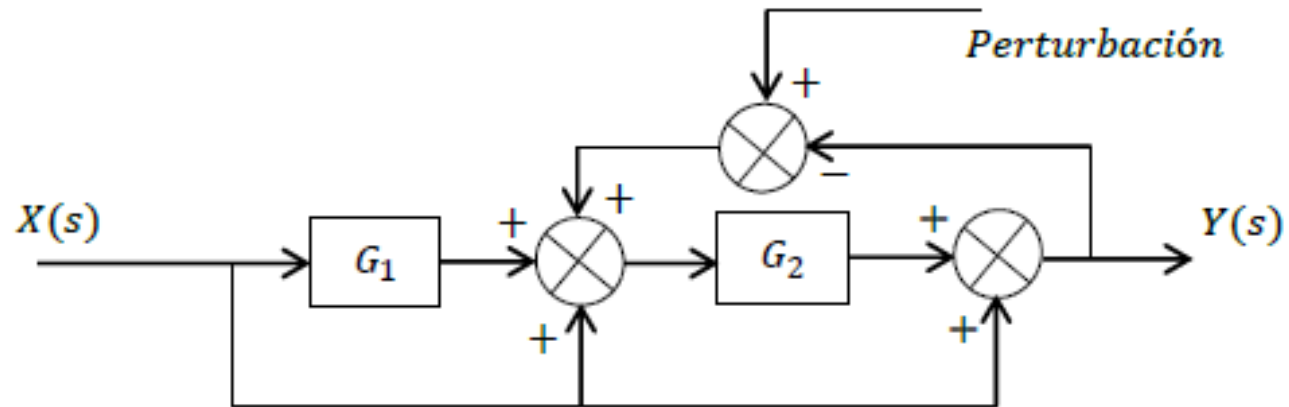 Perturbación
+
−
X(s)
G₁
+
+
+
G₂
+
+
Y(s)